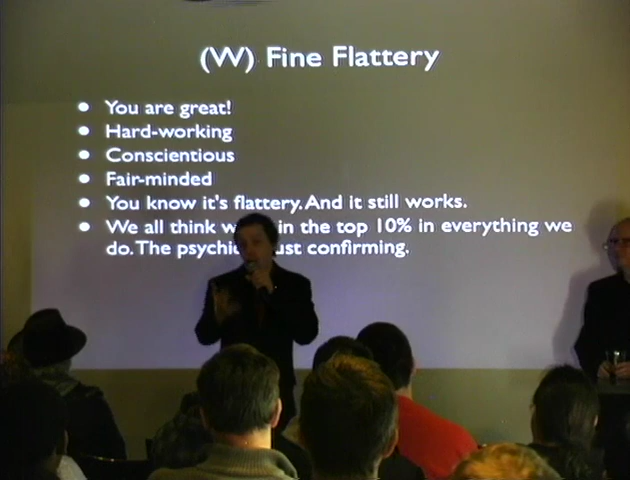 (W) Fine Flattery
• You are great!
• Hard-working
• Conscientious
• Fair-minded
• You know it's flattery. And it still works.
• We all think in the top 10% in everything we
do. The confirming.